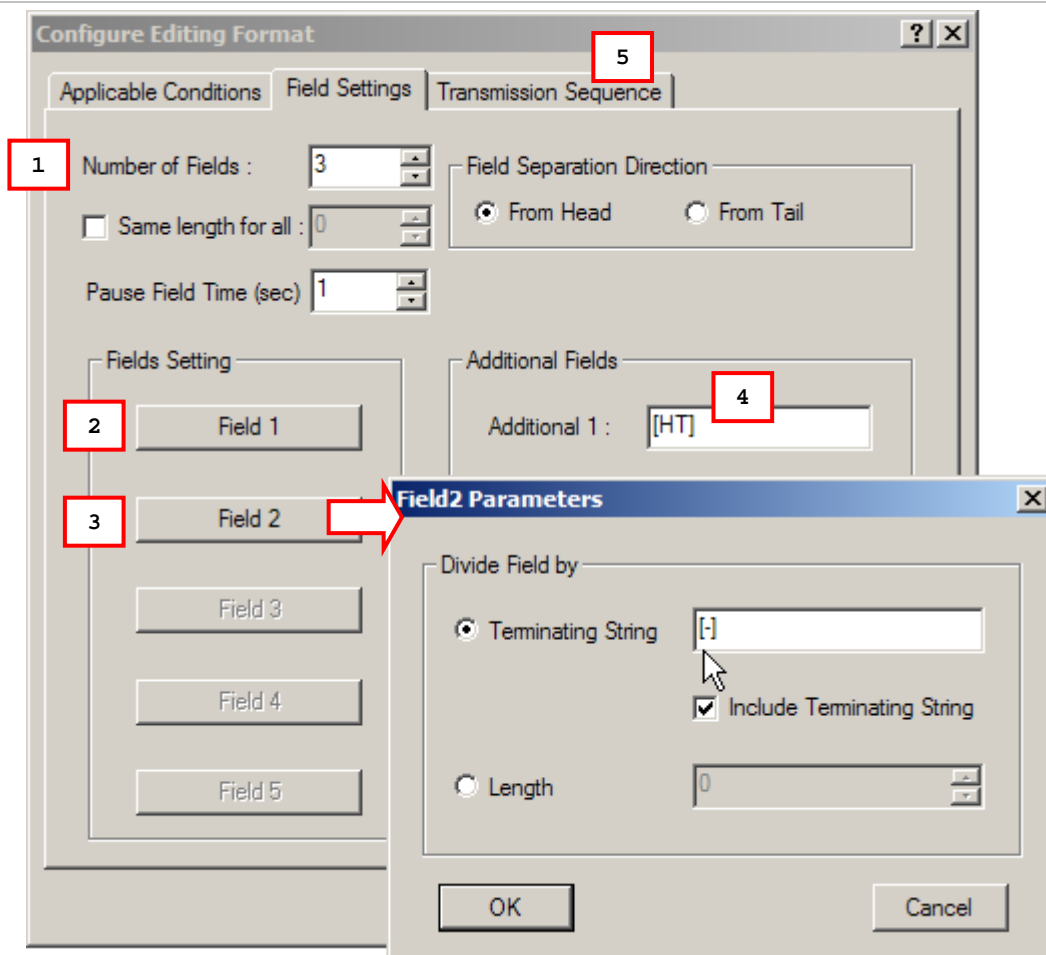 Configure Editing Format
5
Applicable Conditions Field Settings Transmission Sequence
1 Number of Fields : 3 Field Separation Direction
Same length for all : 0 From Head From Tail
Pause Field Time (sec) 1
Fields Setting Additional Fields
4
2 Field 1 Additional 1 : [HT]
3 Field 2 Field2 Parameters
Divide Field by
Field 3 Terminating String [-]
Include Terminating String
Field 4
Field 5 Length 0
OK Cancel